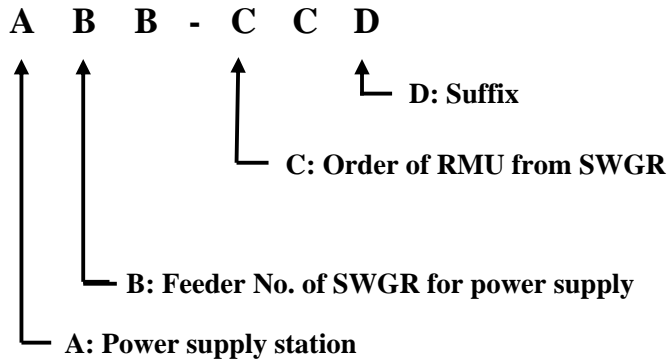 A B B - C C D
D: Suffix
C: Order of RMU from SWGR
B: Feeder No. of SWGR for power supply
A: Power supply station